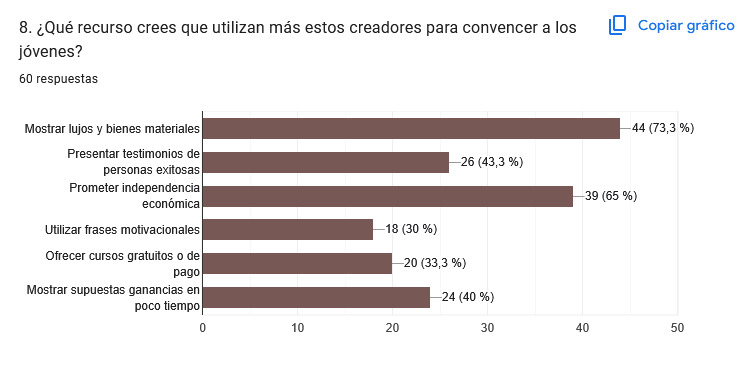 8. ¿Qué recurso crees que utilizan más estos creadores para convencer a los
jóvenes?
Copiar gráfico
60 respuestas
Mostrar lujos y bienes materiales
44 (73,3 %)
Presentar testimonios de
personas exitosas
26 (43,3 %)
Prometer independencia
económica
39 (65 %)
Utilizar frases motivacionales
18 (30 %)
Ofrecer cursos gratuitos o de
pago
20 (33,3 %)
Mostrar supuestas ganancias en
poco tiempo
24 (40 %)
0 10 20 30 40 50